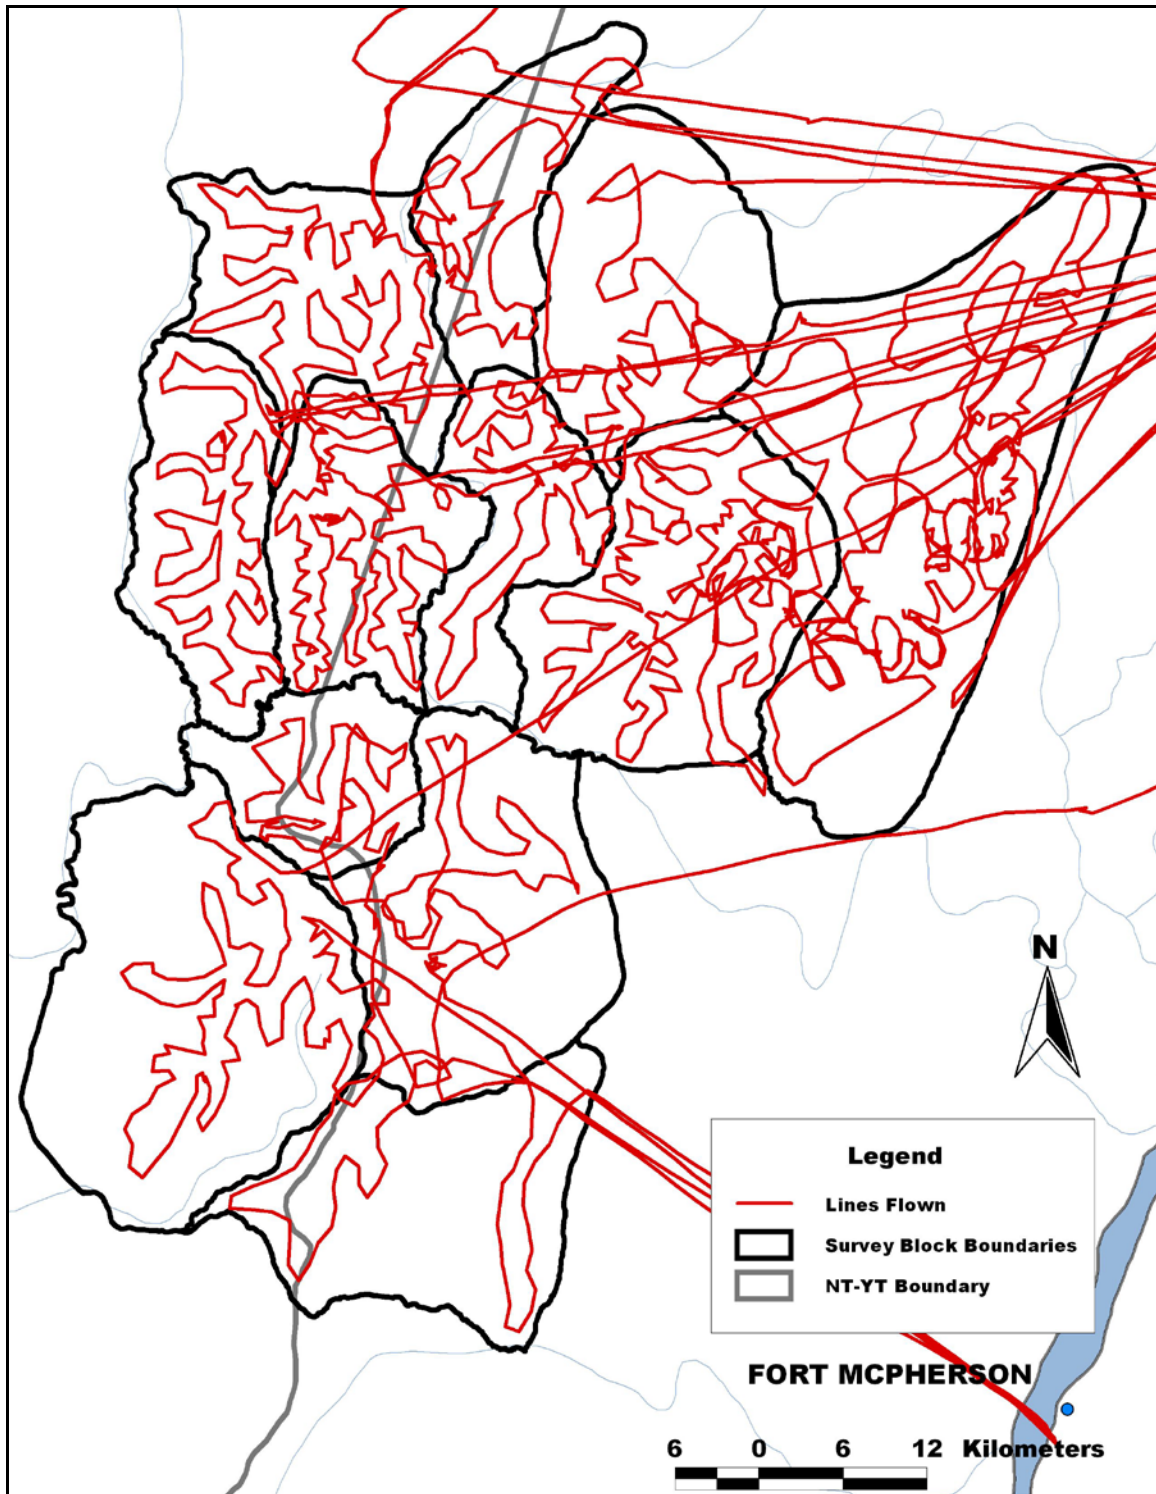 N
Legend
Lines Flown
Survey Block Boundaries
NT-YT Boundary
FORT MCPHERSON
6 0 6 12 Kilometers